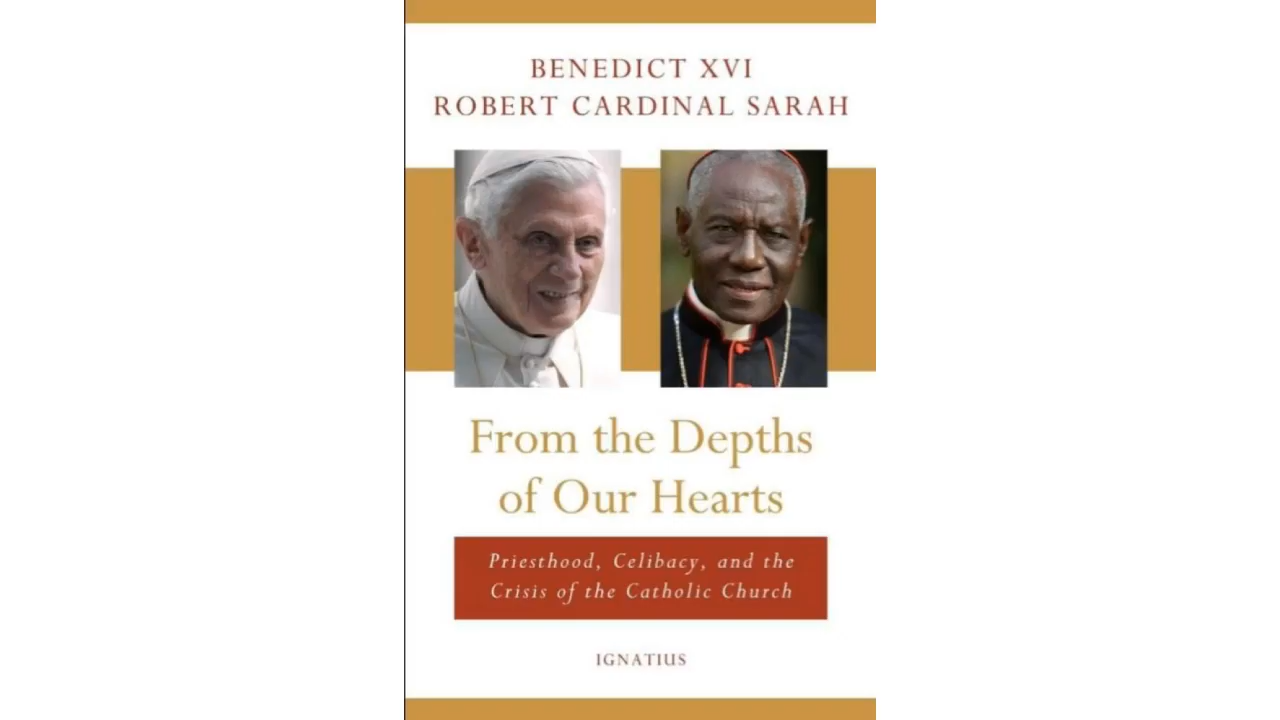 BENEDICT XVI
ROBERT CARDINAL SARAH
From the Depths
of Our Hearts
Priesthood, Celibacy, and the
Crisis of the Catholic Church
IGNATIUS